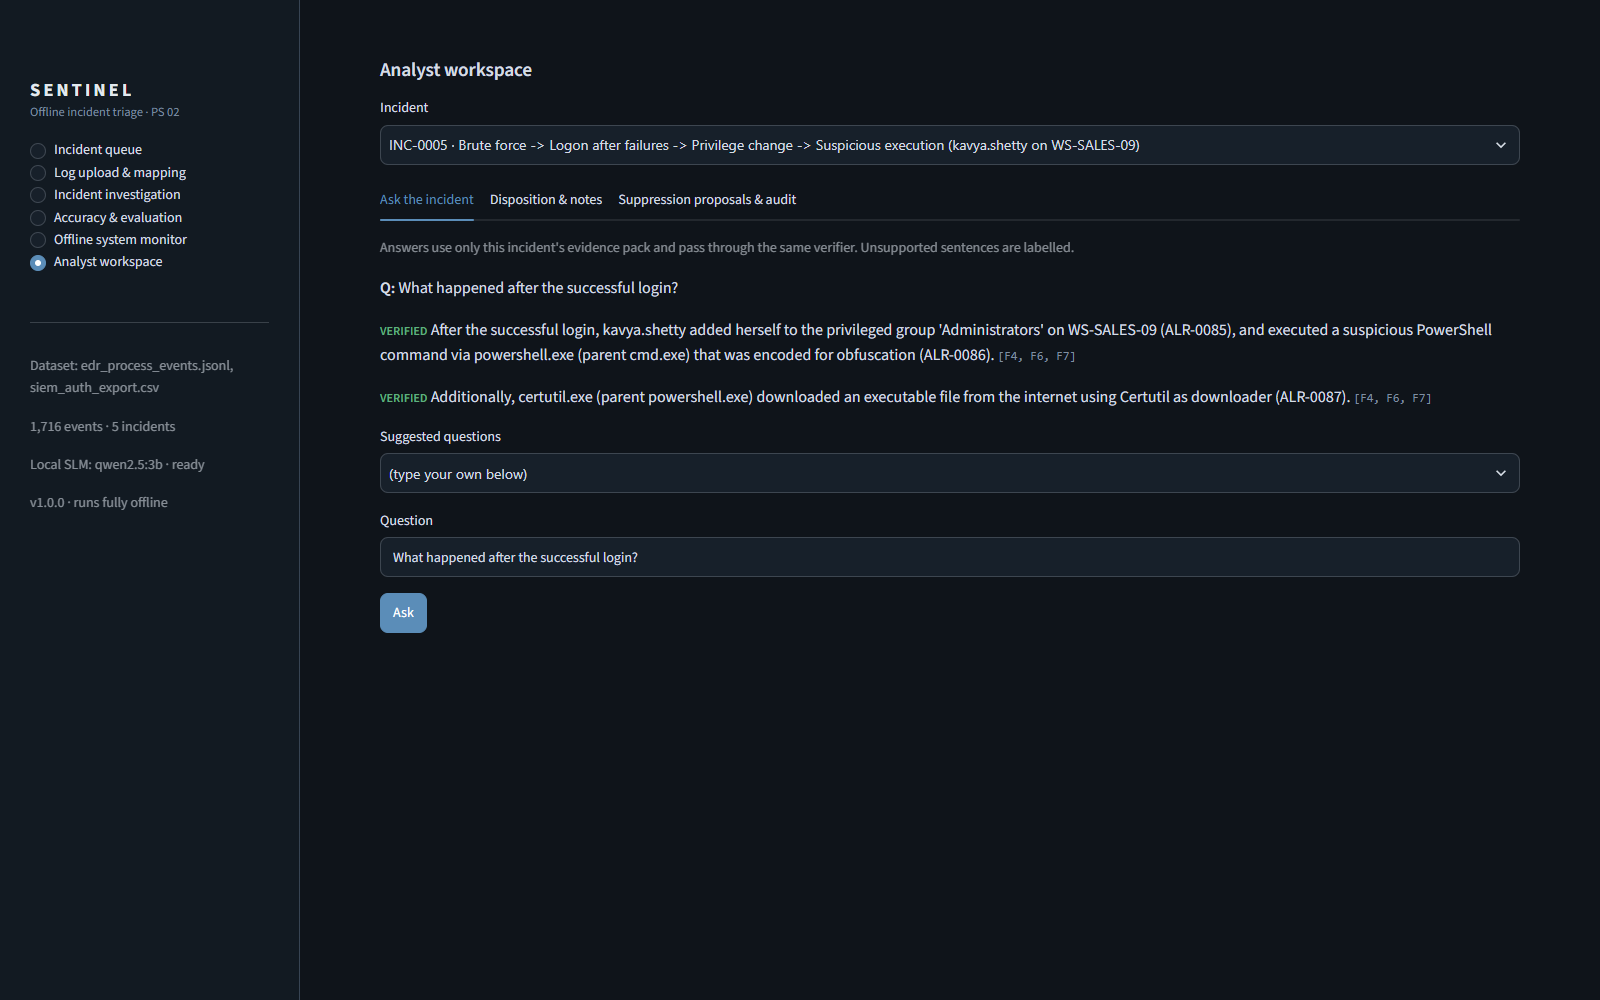 SENTINEL
Offline incident triage · PS 02
Incident queue
Log upload & mapping
Incident investigation
Accuracy & evaluation
Offline system monitor
Analyst workspace
Dataset: edr_process_events.jsonl,
siem_auth_export.csv
1,716 events · 5 incidents
Local SLM: qwen2.5:3b · ready
v1.0.0 · runs fully offline
Analyst workspace
Incident
INC-0005 · Brute force -> Logon after failures -> Privilege change -> Suspicious execution (kavya.shetty on WS-SALES-09)
Ask the incident Disposition & notes Suppression proposals & audit
Answers use only this incident's evidence pack and pass through the same verifier. Unsupported sentences are labelled.
Q: What happened after the successful login?
VERIFIED After the successful login, kavya.shetty added herself to the privileged group 'Administrators' on WS-SALES-09 (ALR-0085), and executed a suspicious PowerShell
command via powershell.exe (parent cmd.exe) that was encoded for obfuscation (ALR-0086). [F4, F6, F7]
VERIFIED Additionally, certutil.exe (parent powershell.exe) downloaded an executable file from the internet using Certutil as downloader (ALR-0087). [F4, F6, F7]
Suggested questions
(type your own below)
Question
What happened after the successful login?
Ask